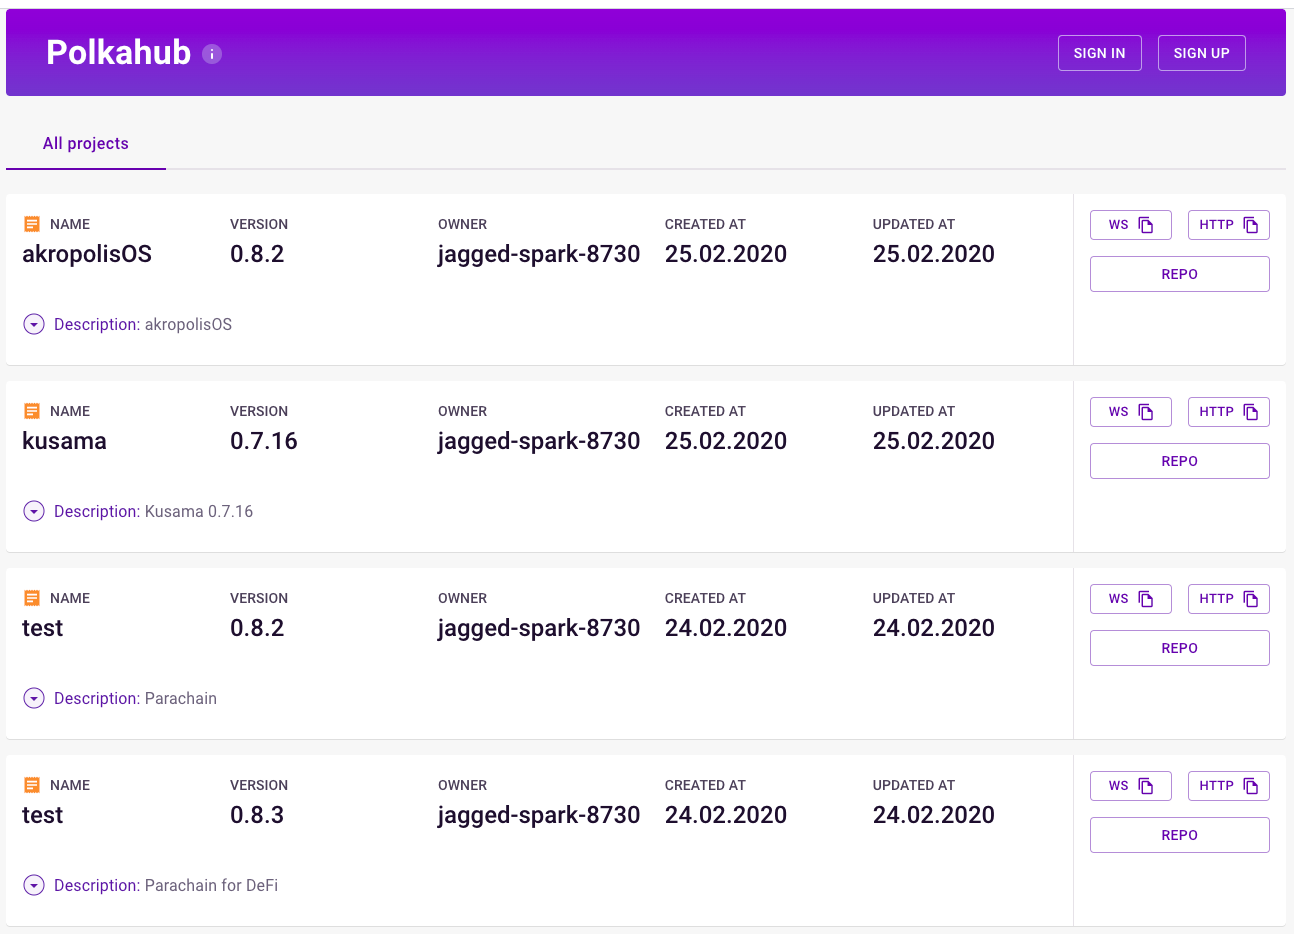 Polkahub i SIGN IN SIGN UP
All projects
NAME VERSION OWNER CREATED AT UPDATED AT WS HTTP
akropolisOS 0.8.2 jagged-spark-8730 25.02.2020 25.02.2020
REPO
Description: akropolisOS
NAME VERSION OWNER CREATED AT UPDATED AT WS HTTP
kusama 0.7.16 jagged-spark-8730 25.02.2020 25.02.2020
REPO
Description: Kusama 0.7.16
NAME VERSION OWNER CREATED AT UPDATED AT WS HTTP
test 0.8.2 jagged-spark-8730 24.02.2020 24.02.2020
REPO
Description: Parachain
NAME VERSION OWNER CREATED AT UPDATED AT WS HTTP
test 0.8.3 jagged-spark-8730 24.02.2020 24.02.2020
REPO
Description: Parachain for DeFi